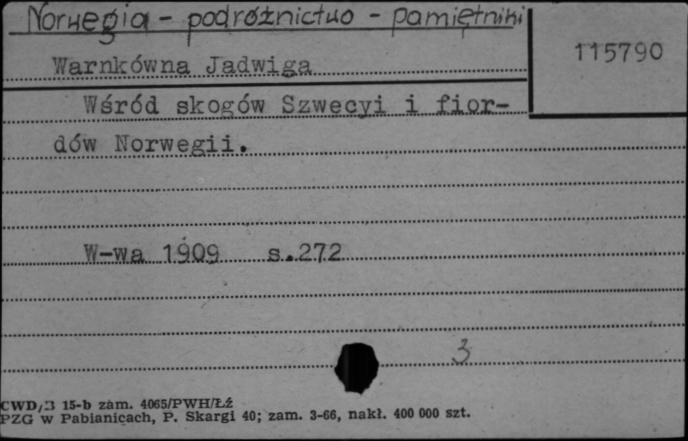 Norwegia - podróżnictwo - pamiętniki
115790
Warnkówna Jadwiga
Wśród skogów Szwecyi i fior-
dów Norwegii.
W-wa 1909 s.272
3
CWD/3 15-b zam. 4065/PWH/Łź
PZG w Pabianicach, P. Skargi 40; zam. 3-66, nakł. 400 000 szt.